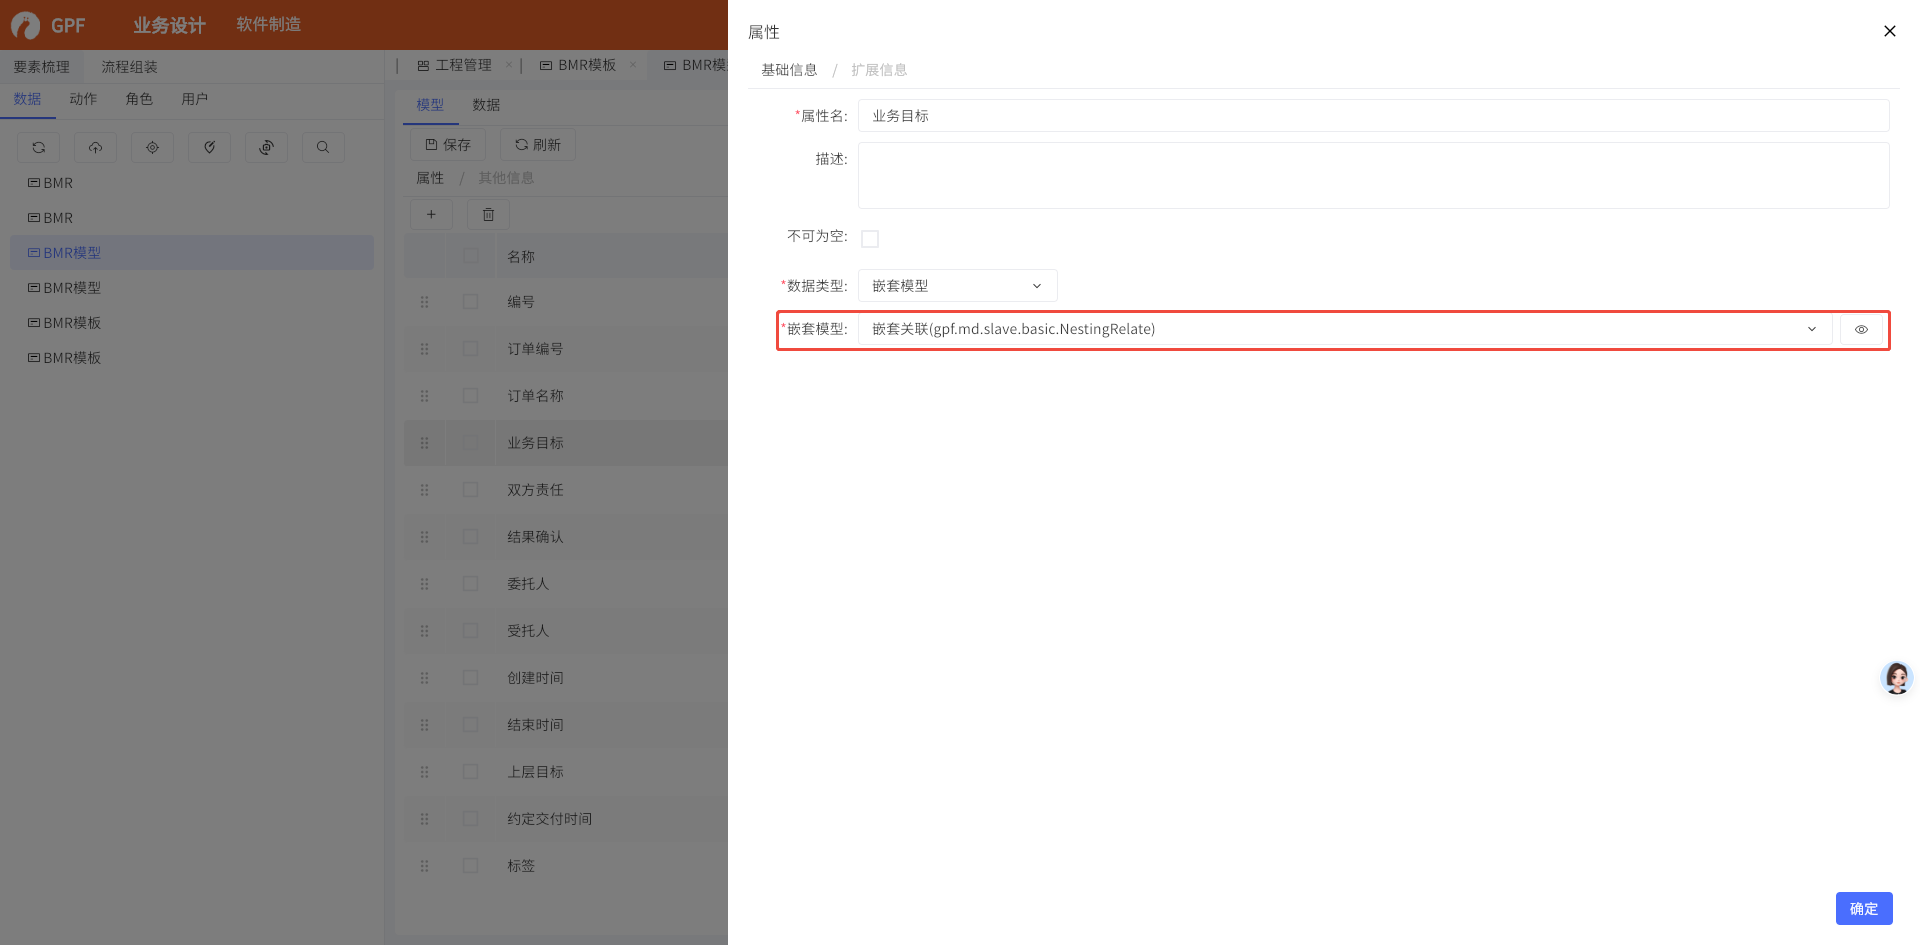 GPF 业务设计 软件制造
要素梳理 流程组装
数据 动作 角色 用户
BMR
BMR
BMR模型
BMR模型
BMR模板
BMR模板
工程管理 × BMR模板 × BMR模
模型 数据
保存 刷新
属性 / 其他信息
名称
编号
订单编号
订单名称
业务目标
双方责任
结果确认
委托人
受托人
创建时间
结束时间
上层目标
约定交付时间
标签
属性
基础信息 / 扩展信息
*属性名: 业务目标
描述:
不可为空:
*数据类型: 嵌套模型
*嵌套模型: 嵌套关联(gpf.md.slave.basic.NestingRelate)
确定